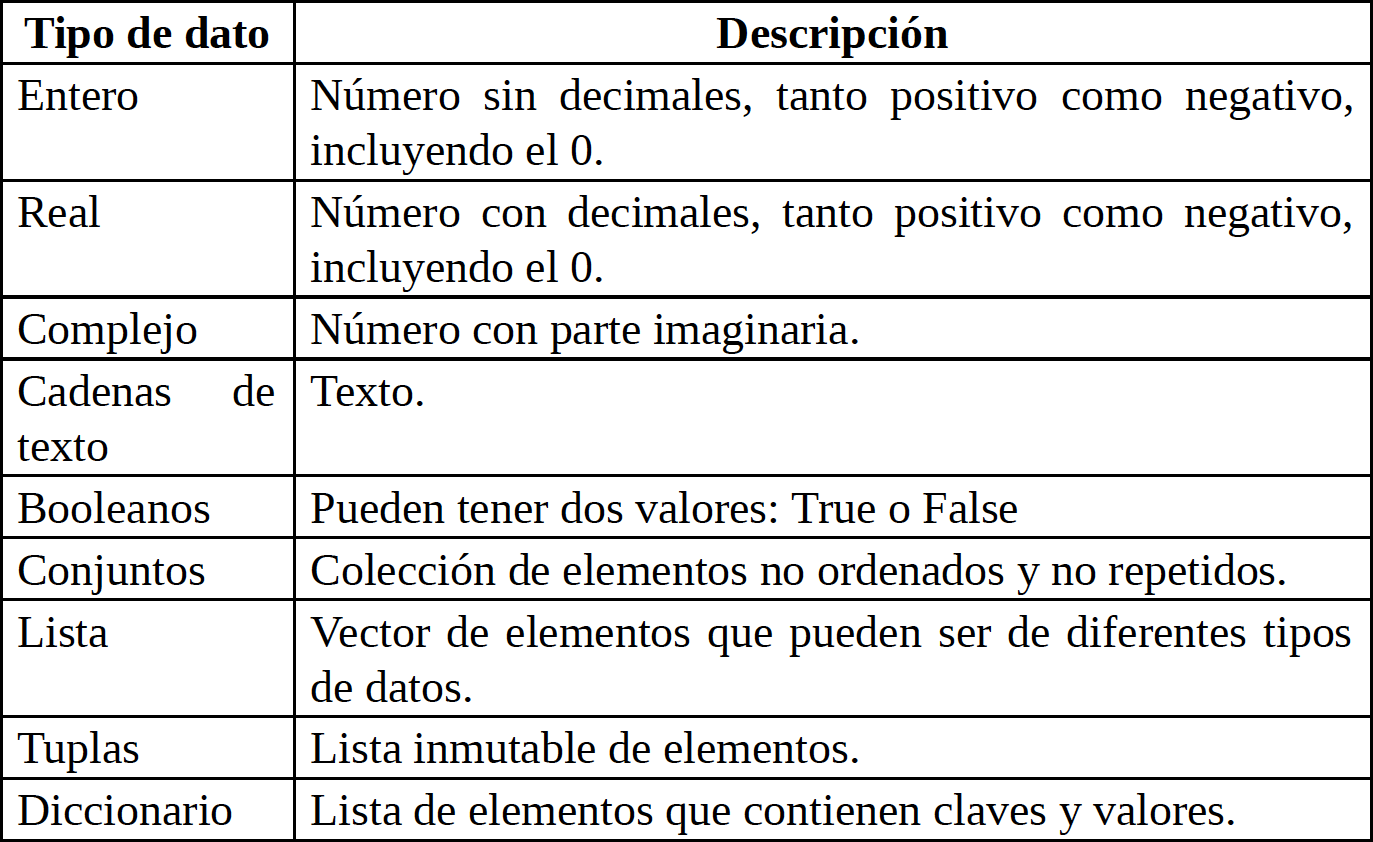 Tipo de dato Descripción
Entero Número sin decimales, tanto positivo como negativo,
incluyendo el 0.
Real Número con decimales, tanto positivo como negativo,
incluyendo el 0.
Complejo Número con parte imaginaria.
Cadenas de Texto.
texto
Booleanos Pueden tener dos valores: True o False
Conjuntos Colección de elementos no ordenados y no repetidos.
Lista Vector de elementos que pueden ser de diferentes tipos
de datos.
Tuplas Lista inmutable de elementos.
Diccionario Lista de elementos que contienen claves y valores.